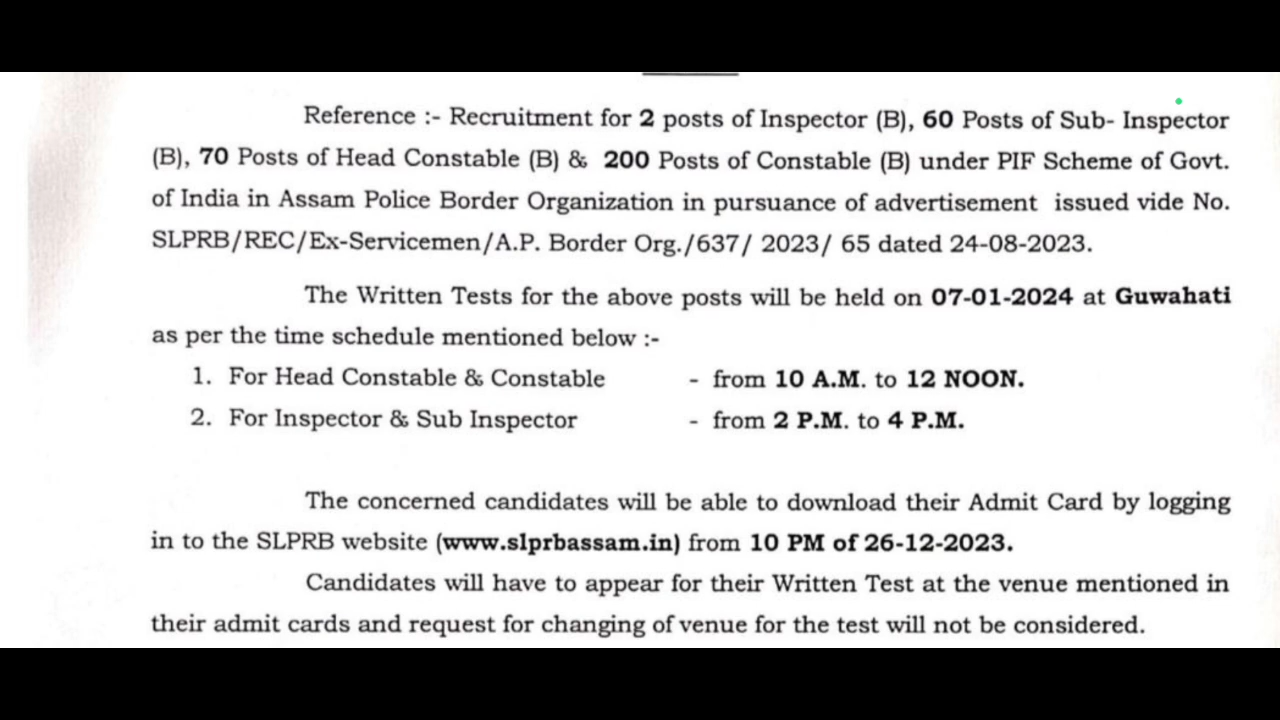 Reference :- Recruitment for 2 posts of Inspector (B), 60 Posts of Sub- Inspector
(B), 70 Posts of Head Constable (B) & 200 Posts of Constable (B) under PIF Scheme of Govt.
of India in Assam Police Border Organization in pursuance of advertisement issued vide No.
SLPRB/REC/Ex-Servicemen/A.P. Border Org./637/ 2023/ 65 dated 24-08-2023.
The Written Tests for the above posts will be held on 07-01-2024 at Guwahati
as per the time schedule mentioned below :-
1. For Head Constable & Constable - from 10 A.M. to 12 NOON.
2. For Inspector & Sub Inspector - from 2 P.M. to 4 P.M.
The concerned candidates will be able to download their Admit Card by logging
in to the SLPRB website (www.slprbassam.in) from 10 PM of 26-12-2023.
Candidates will have to appear for their Written Test at the venue mentioned in
their admit cards and request for changing of venue for the test will not be considered.